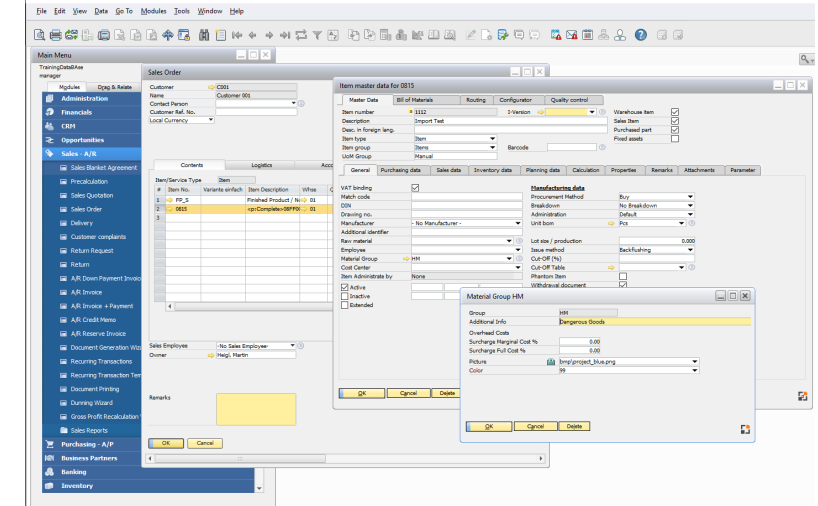 File Edit View Data Go To Modules Tools Window Help
Main Menu
TrainingDataBAse
manager
Modules Drag & Relate
Administration
Financials
CRM
Opportunities
Sales - A/R
Sales Blanket Agreement
Precalculation
Sales Quotation
Sales Order
Delivery
Customer complaints
Return Request
Return
A/R Down Payment Invoic
A/R Invoice
A/R Invoice + Payment
A/R Credit Memo
A/R Reserve Invoice
Document Generation Wiz
Recurring Transactions
Recurring Transaction Tem
Document Printing
Dunning Wizard
Gross Profit Recalculation
Sales Reports
Purchasing - A/P
Business Partners
Banking
Inventory
Sales Order
Customer C001
Name Customer 001
Contact Person
Customer Ref. No.
Local Currency
Contents Logistics Acco
Item/Service Type Item
# Item No. Variante einfach Item Description Whse
1 FP_S Finished Product / No 01
2 0815 01
3
Sales Employee -No Sales Employee-
Owner Heigl, Martin
Remarks
OK Cancel
Item master data for 0815
Master Data Bill of Materials Routing Configurator Quality control
Item number 1112 I-Version
Description Import Test
Desc. in foreign lang.
Item type Item
Item group Items Barcode
UoM Group Manual
Warehouse item
Sales Item
Purchased part
Fixed assets
General Purchasing data Sales data Inventory data Planning data Calculation Properties Remarks Attachments Parameter
VAT binding
Match code
DIN
Drawing no.
Manufacturer - No Manufacturer -
Additional identifier
Raw material
Employee
Material Group HM
Cost Center
Item Administrate by None
Active
Inactive
Extended
Manufacturing data
Procurement Method Buy
Breakdown No Breakdown
Administration Default
Unit bom Pcs
Lot size / production 0.000
Issue method Backflushing
Cut-Off (%)
Cut-Off Table
Phantom Item
Withdrawal document
OK Cancel Delete
Material Group HM
Group HM
Additional Info Dangerous Goods
Overhead Costs
Surcharge Marginal Cost % 0.00
Surcharge Full Cost % 0.00
Picture bmp\project_blue.png
Color 99
OK Cancel Delete